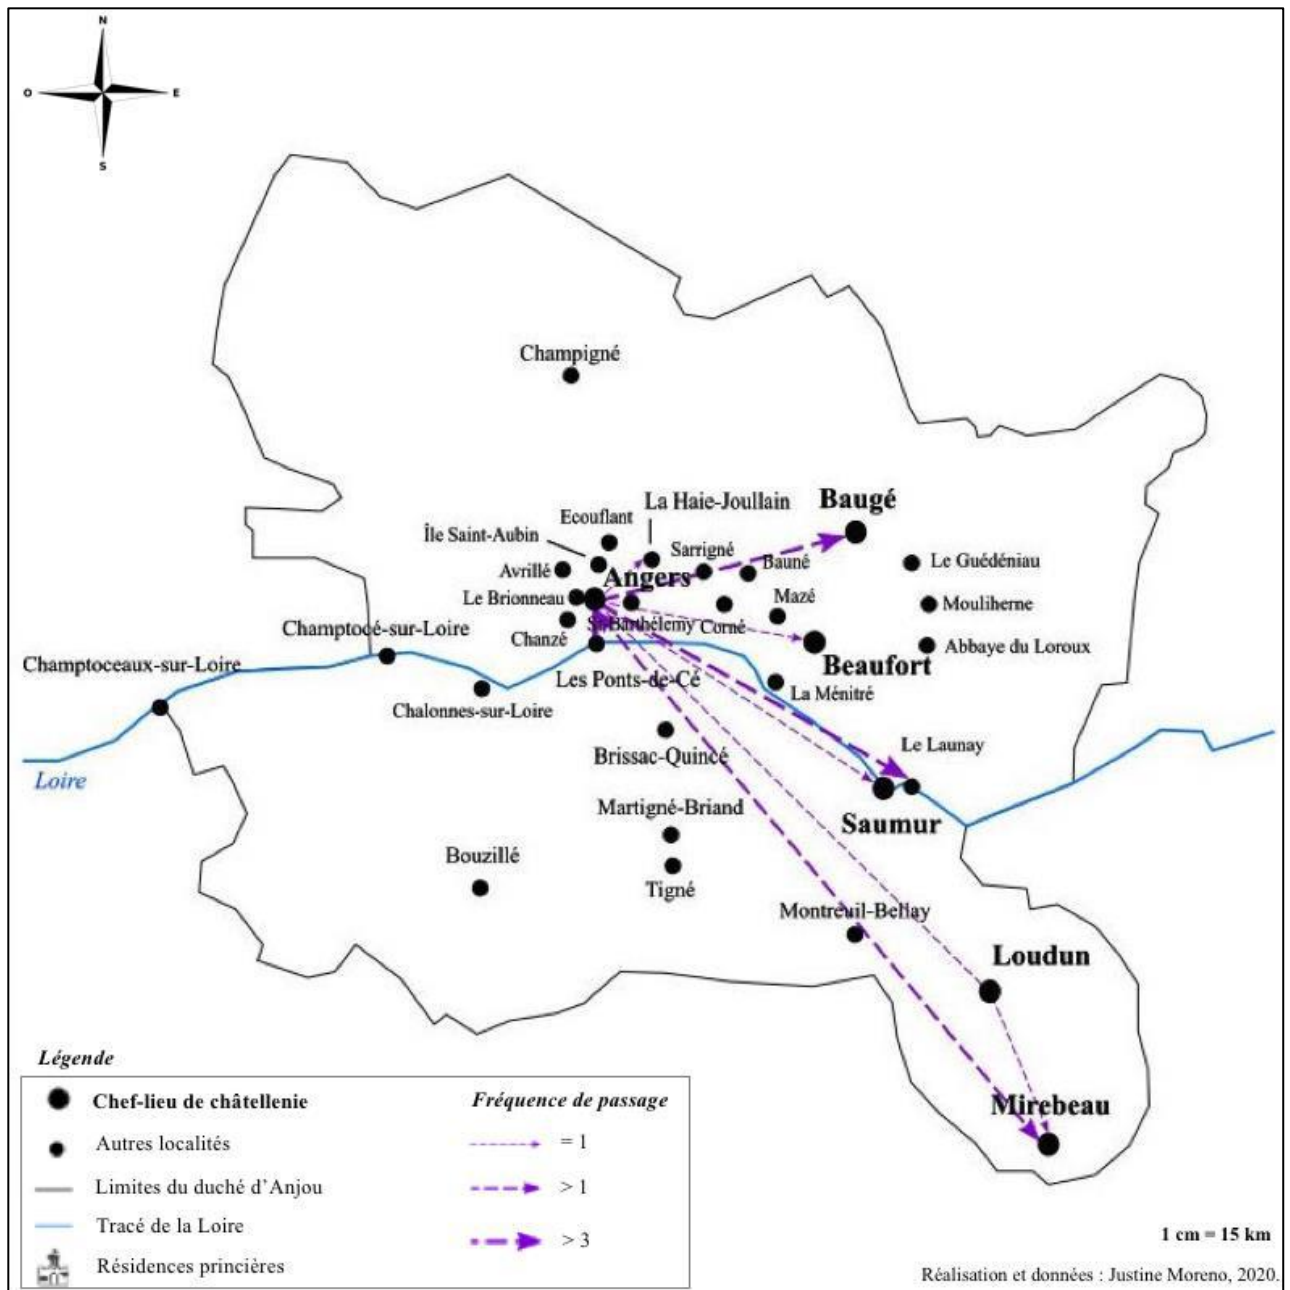 N
O
E
S
Champigné
La Haie-Joullain
Baugé
Ecouflant
Île Saint-Aubin
Sarrigné
Bauné
Le Guédéniau
Avrillé
Angers
Le Brionneau
Mazé
Mouliherne
Chanzé
St-Barthélemy
Corné
Champtocé-sur-Loire
Abbaye du Loroux
Beaufort
Champtoceaux-sur-Loire
Les Ponts-de-Cé
La Ménitré
Chalonnes-sur-Loire
Brissac-Quincé
Le Launay
Loire
Martigné-Briand
Saumur
Bouzillé
Tigné
Montreuil-Bellay
Loudun
Mirebeau
Légende
Chef-lieu de châtellenie
Autres localités
Limites du duché d'Anjou
Tracé de la Loire
Résidences princières
Fréquence de passage
= 1
> 1
> 3
1 cm = 15 km
Réalisation et données : Justine Moreno, 2020.